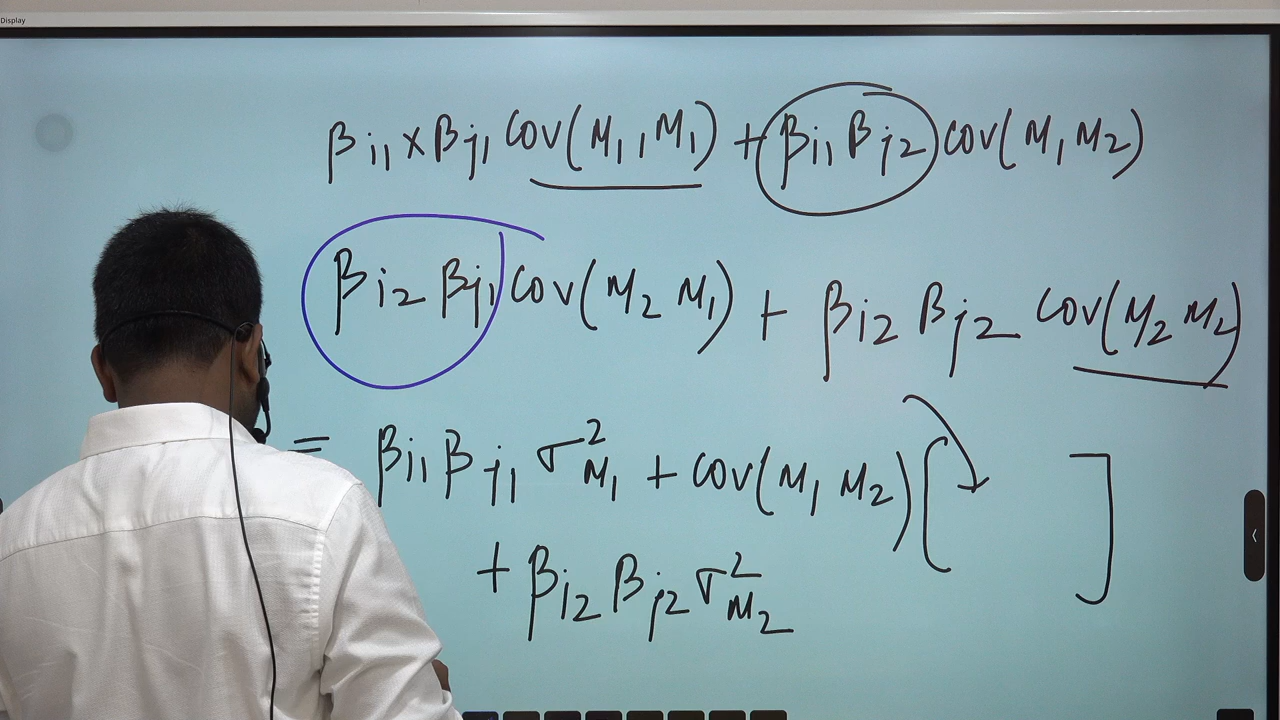 Display
βi1 × βj1 Cov(M1, M1) + βi1 βj2 Cov(M1 M2)
βi2 βj1 Cov(M2 M1) + βi2 βj2 Cov(M2 M2)
= βi1 βj1 σ²M1 + Cov(M1 M2) [ ]
+ βi2 βj2 σ²M2